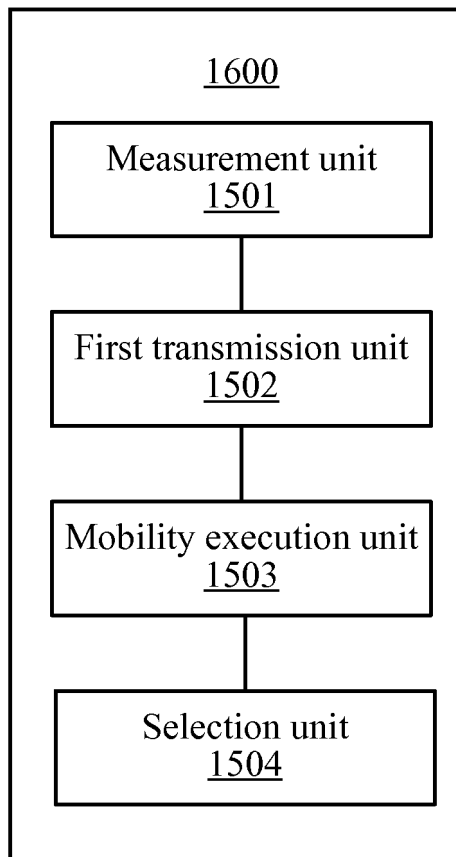 1600
Measurement unit
1501
First transmission unit
1502
Mobility execution unit
1503
Selection unit
1504